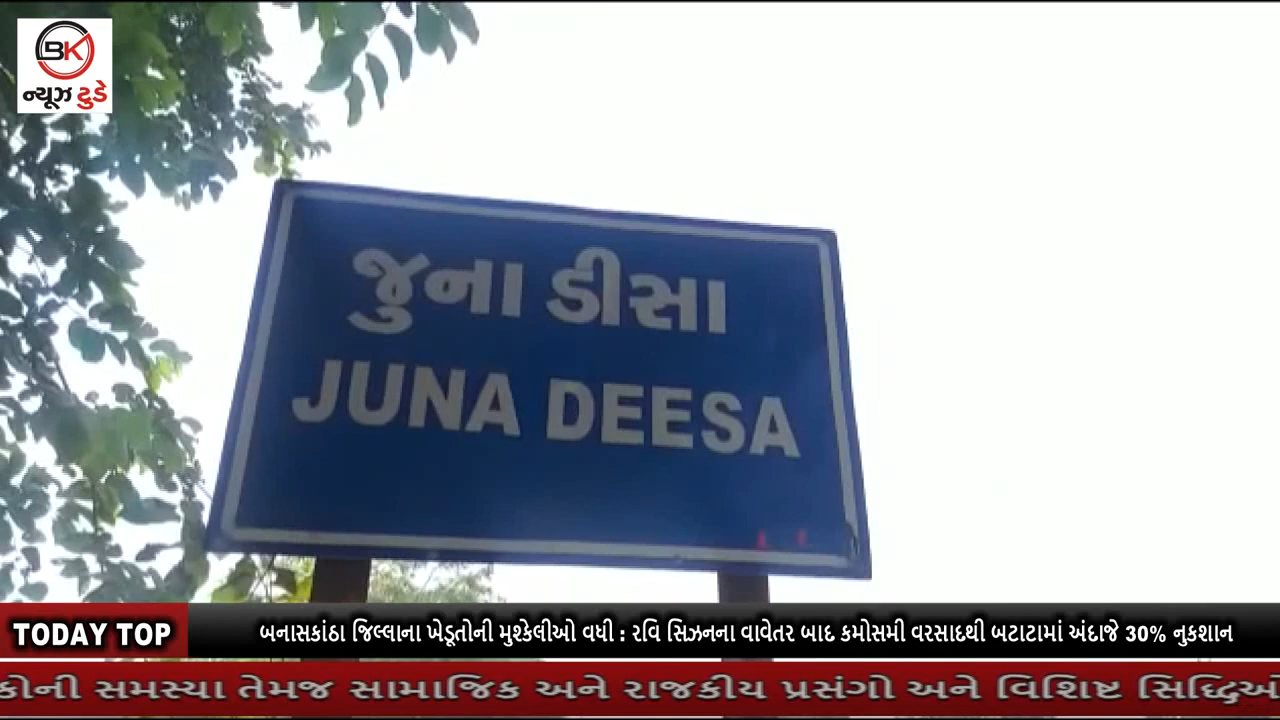 BK
ન્યૂઝ ટુડે
જુના ડીસા
JUNA DEESA
TODAY TOP
બનાસકાંઠા જિલ્લાના ખેડૂતોની મુશ્કેલીઓ વધી : રવિ સિઝનના વાવેતર બાદ કમોસમી વરસાદથી બટાટામાં અંદાજે 30% નુકશાન
કોની સમસ્યા તેમજ સામાજિક અને રાજકીય પ્રસંગો અને વિશિષ્ટ